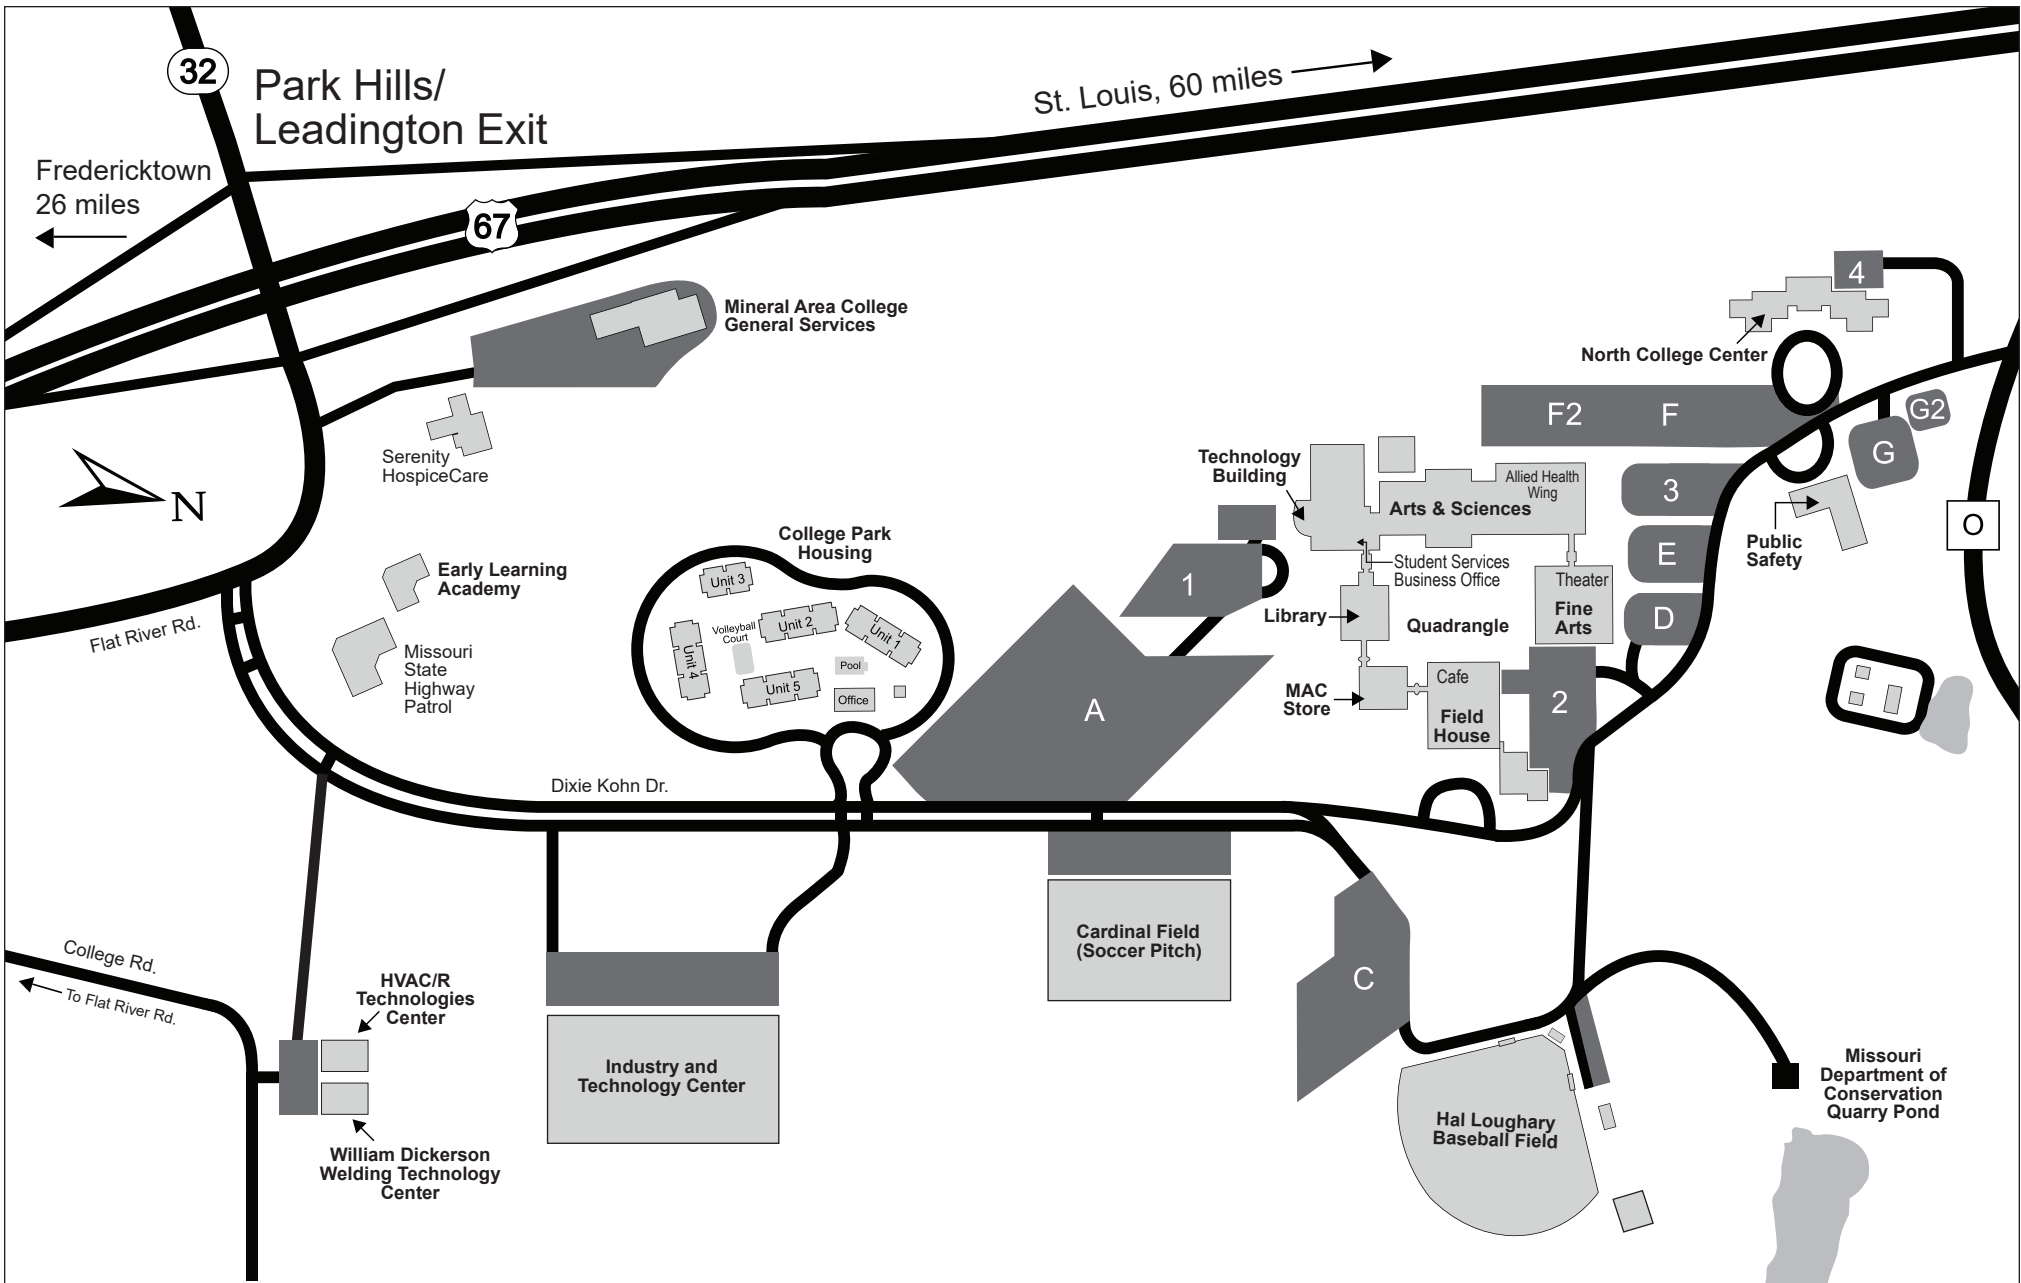 32
Park Hills/
Leadington Exit
St. Louis, 60 miles
Fredericktown
26 miles
67
4
Mineral Area College
General Services
North College Center
F2
F
G2
G
Serenity
HospiceCare
Technology
Building
Allied Health
Wing
Arts & Sciences
3
N
O
College Park
Housing
Public
Safety
E
Student Services
Business Office
Early Learning
Academy
Unit 3
1
Theater
Fine
Arts
Library
Quadrangle
D
Flat River Rd.
Volleyball
Court
Unit 2
Unit 1
Missouri
State
Highway
Patrol
Unit 4
Pool
Unit 5
Office
A
MAC
Store
Cafe
Field
House
2
Dixie Kohn Dr.
Cardinal Field
(Soccer Pitch)
C
College Rd.
To Flat River Rd.
HVAC/R
Technologies
Center
Industry and
Technology Center
Missouri
Department of
Conservation
Quarry Pond
Hal Loughary
Baseball Field
William Dickerson
Welding Technology
Center